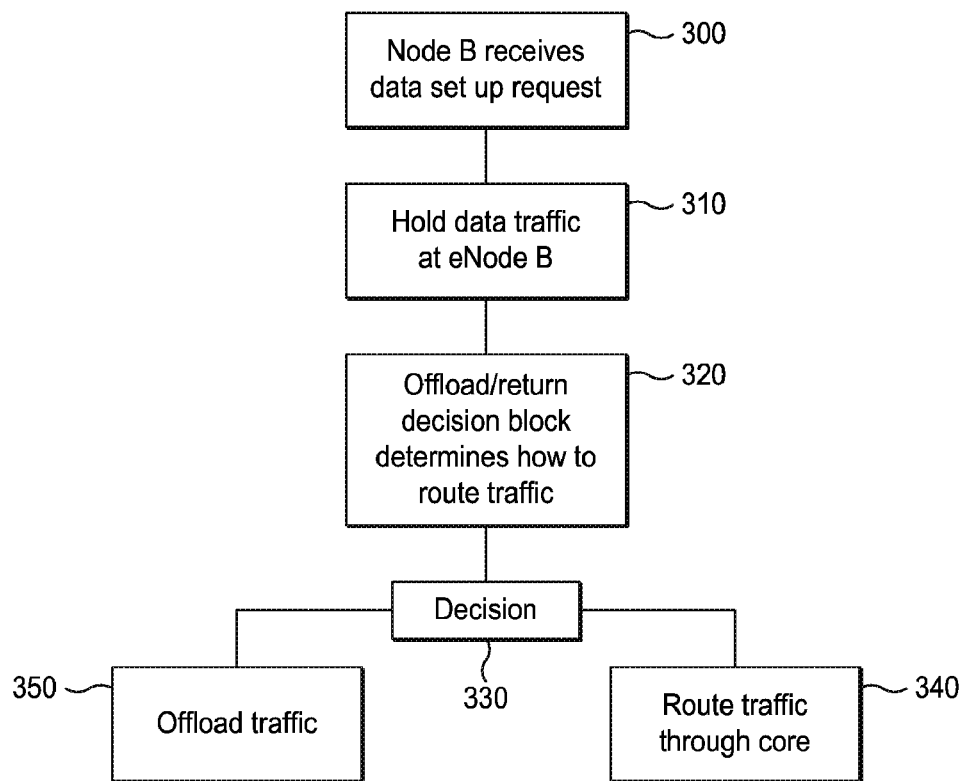 Node B receives
data set up request
300
Hold data traffic
at eNode B
310
Offload/return
decision block
determines how to
route traffic
320
Decision
330
350
Offload traffic
Route traffic
through core
340